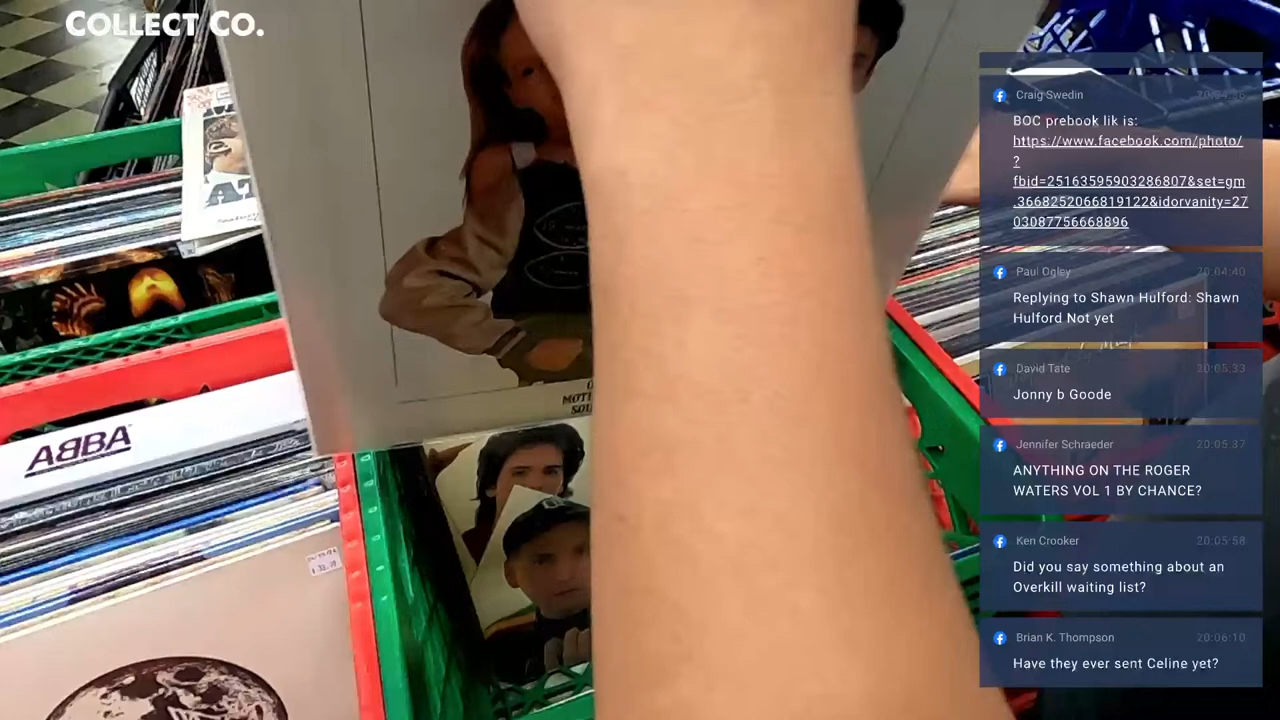 COLLECT CO.
Craig Swedin
BOC prebook lik is:
https://www.facebook.com/photo/
?
fbid=25163595903286807&set=gm
.3668252066819122&idorvanity=27
03087756668896
Paul Ogley 20:04:40
Replying to Shawn Hulford: Shawn
Hulford Not yet
David Tate 20:05:33
Jonny b Goode
Jennifer Schraeder 20:05:37
ANYTHING ON THE ROGER
WATERS VOL 1 BY CHANCE?
Ken Crooker 20:05:58
Did you say something about an
Overkill waiting list?
Brian K. Thompson 20:06:10
Have they ever sent Celine yet?
ABBA